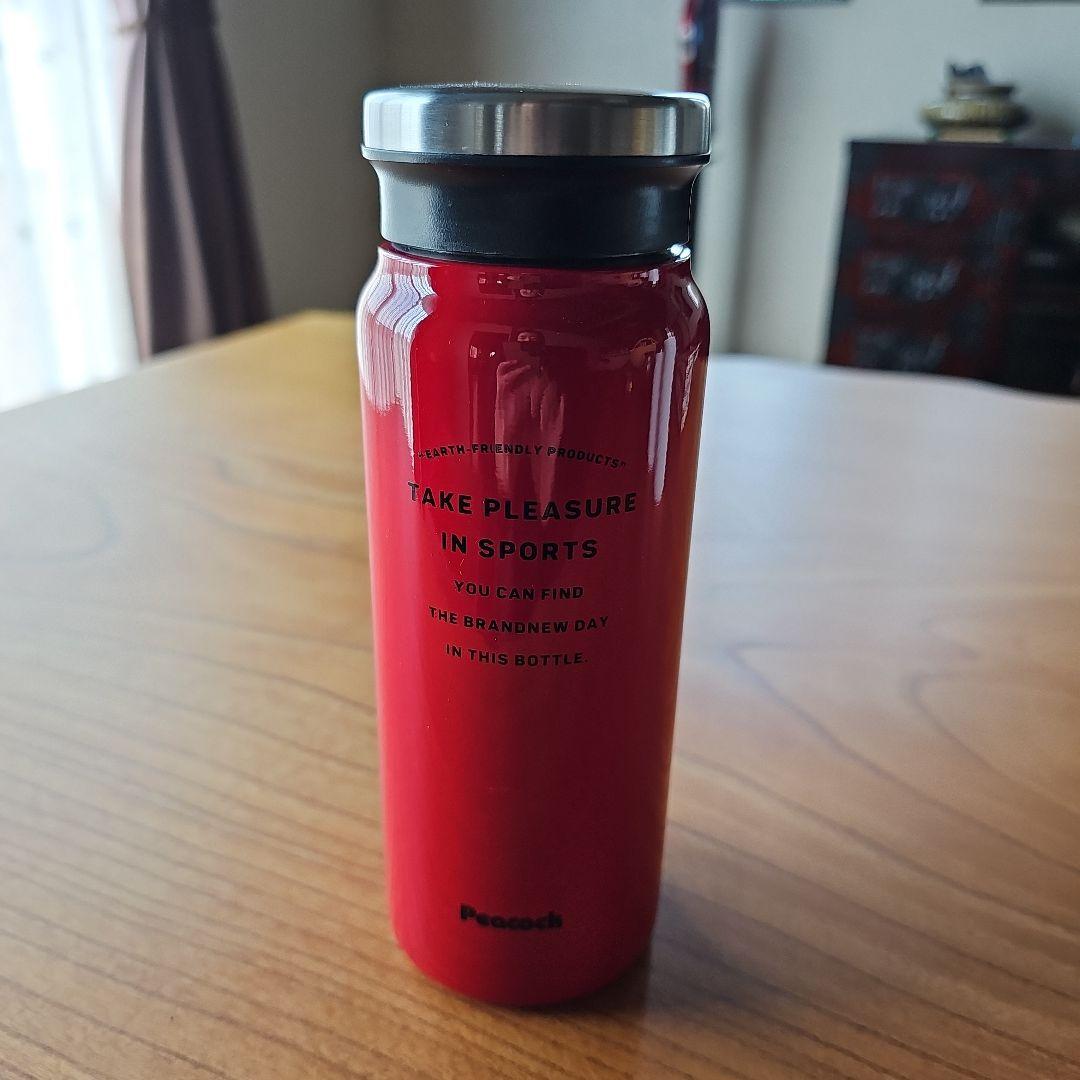 "EARTH-FRIENDLY PRODUCTS"
TAKE PLEASURE
IN SPORTS
YOU CAN FIND
THE BRANDNEW DAY
IN THIS BOTTLE.
Peacock